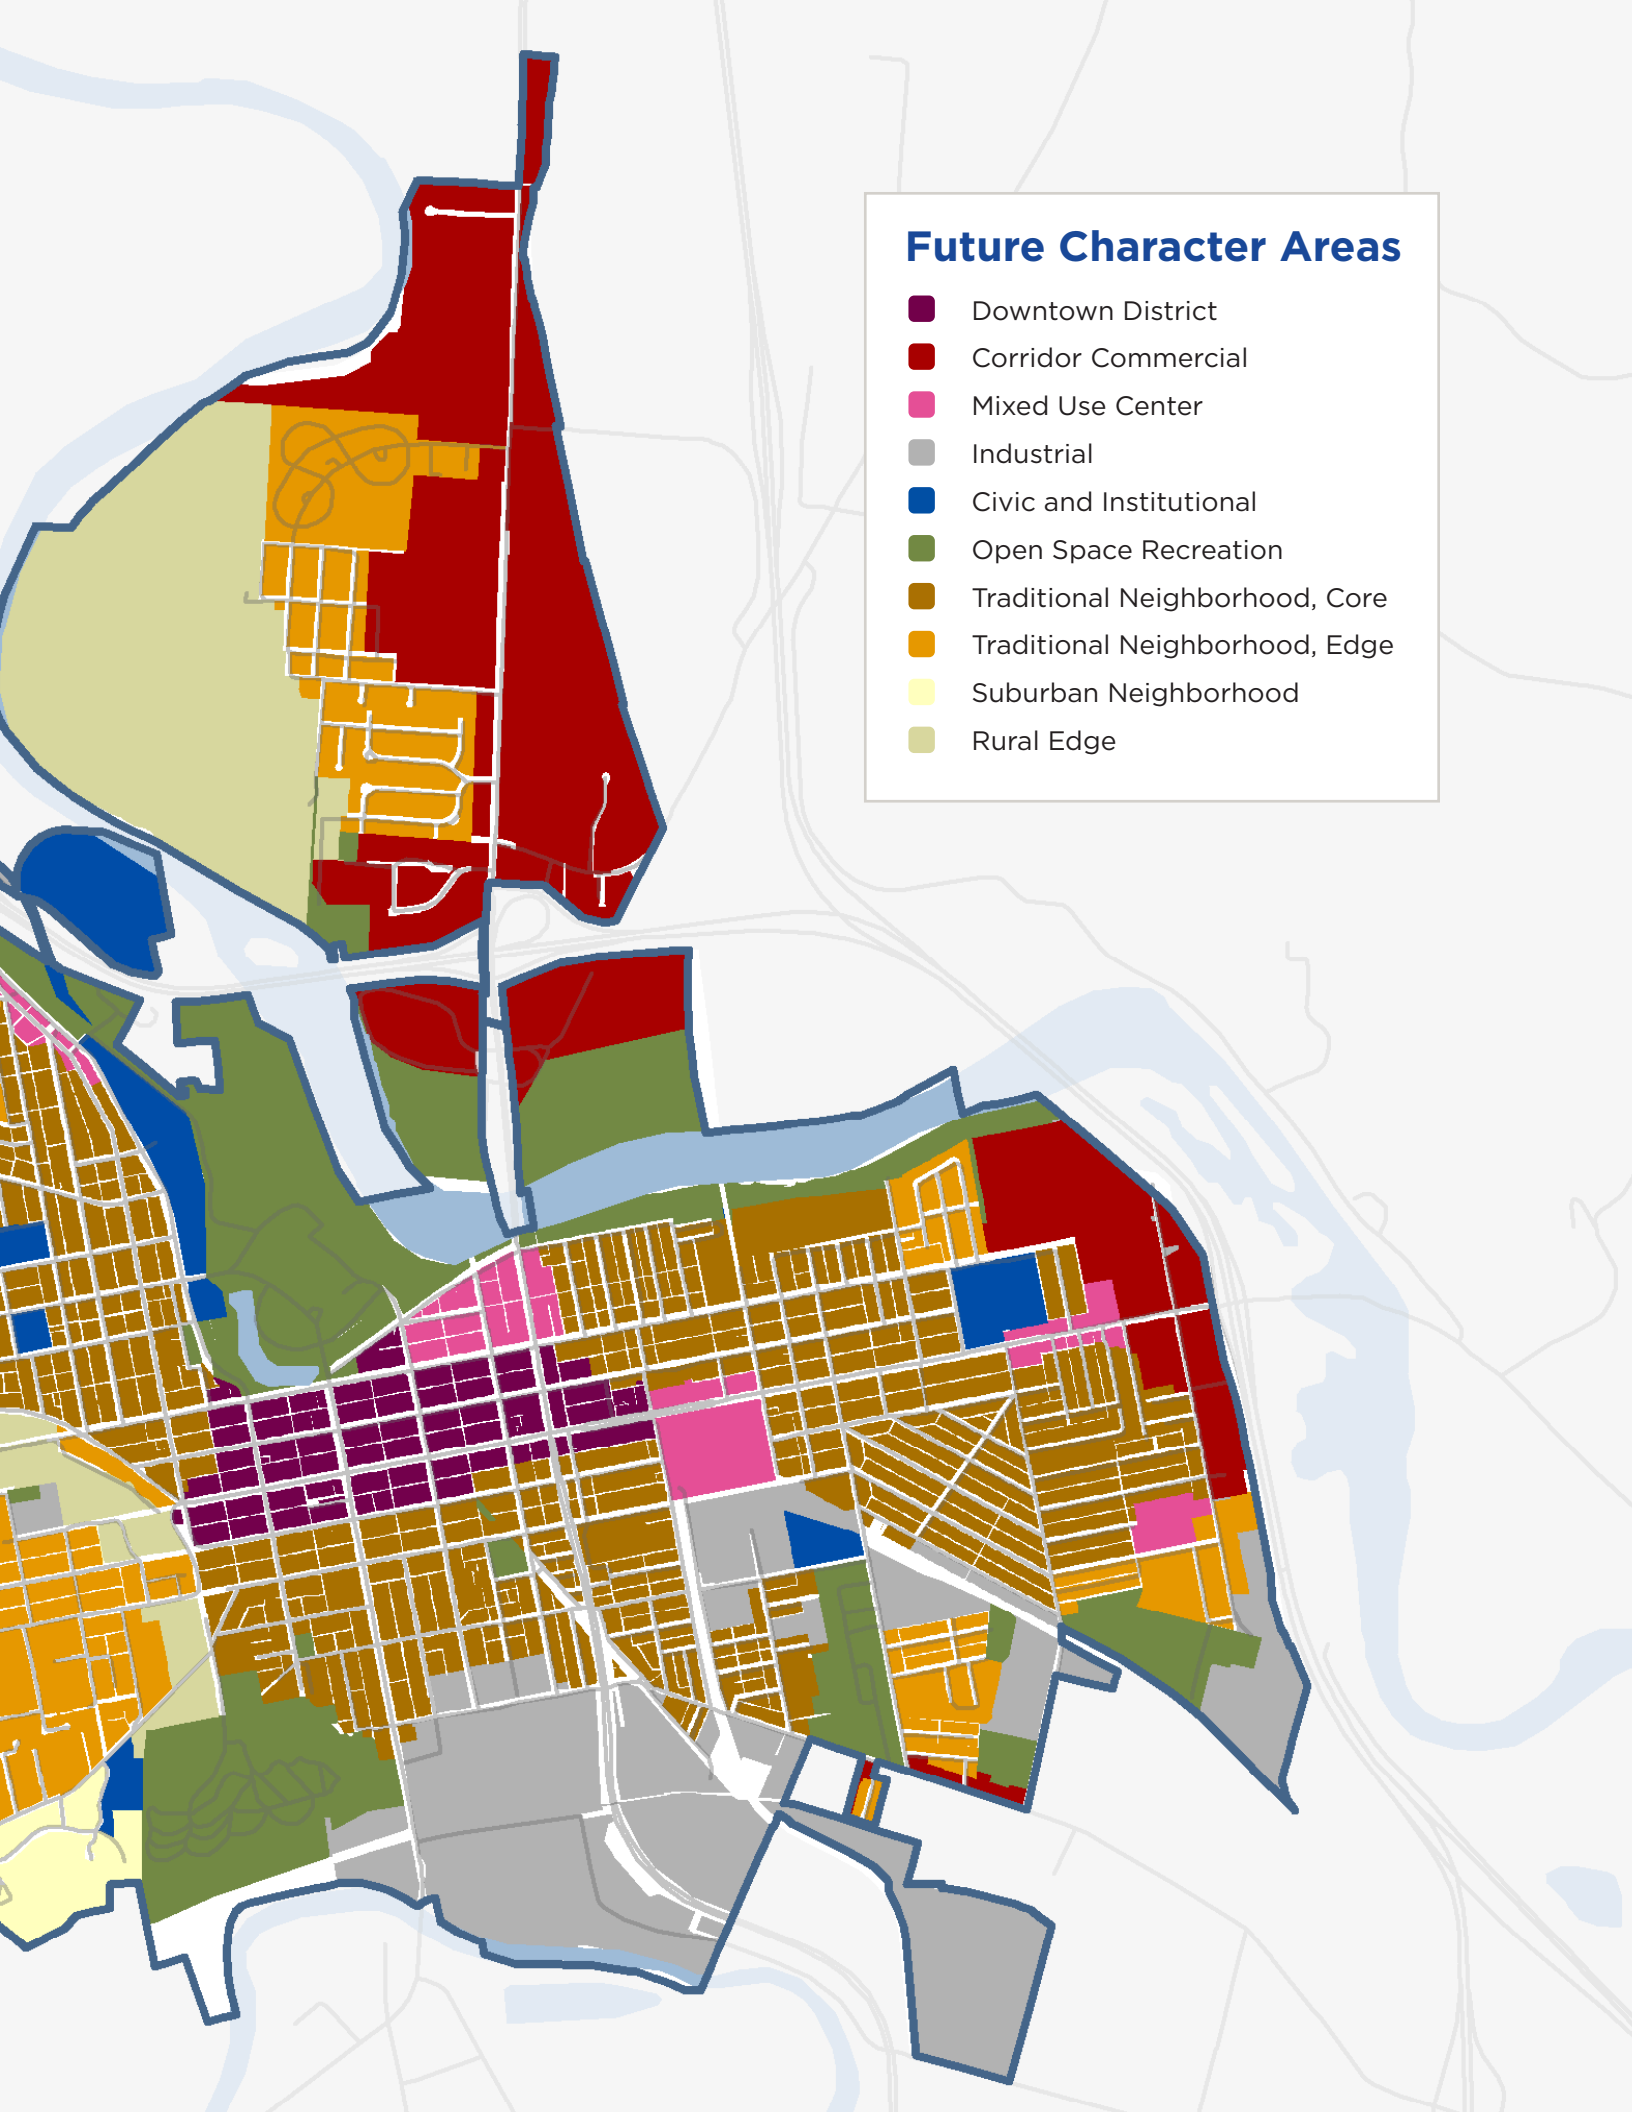 Future Character Areas
Downtown District
Corridor Commercial
Mixed Use Center
Industrial
Civic and Institutional
Open Space Recreation
Traditional Neighborhood, Core
Traditional Neighborhood, Edge
Suburban Neighborhood
Rural Edge